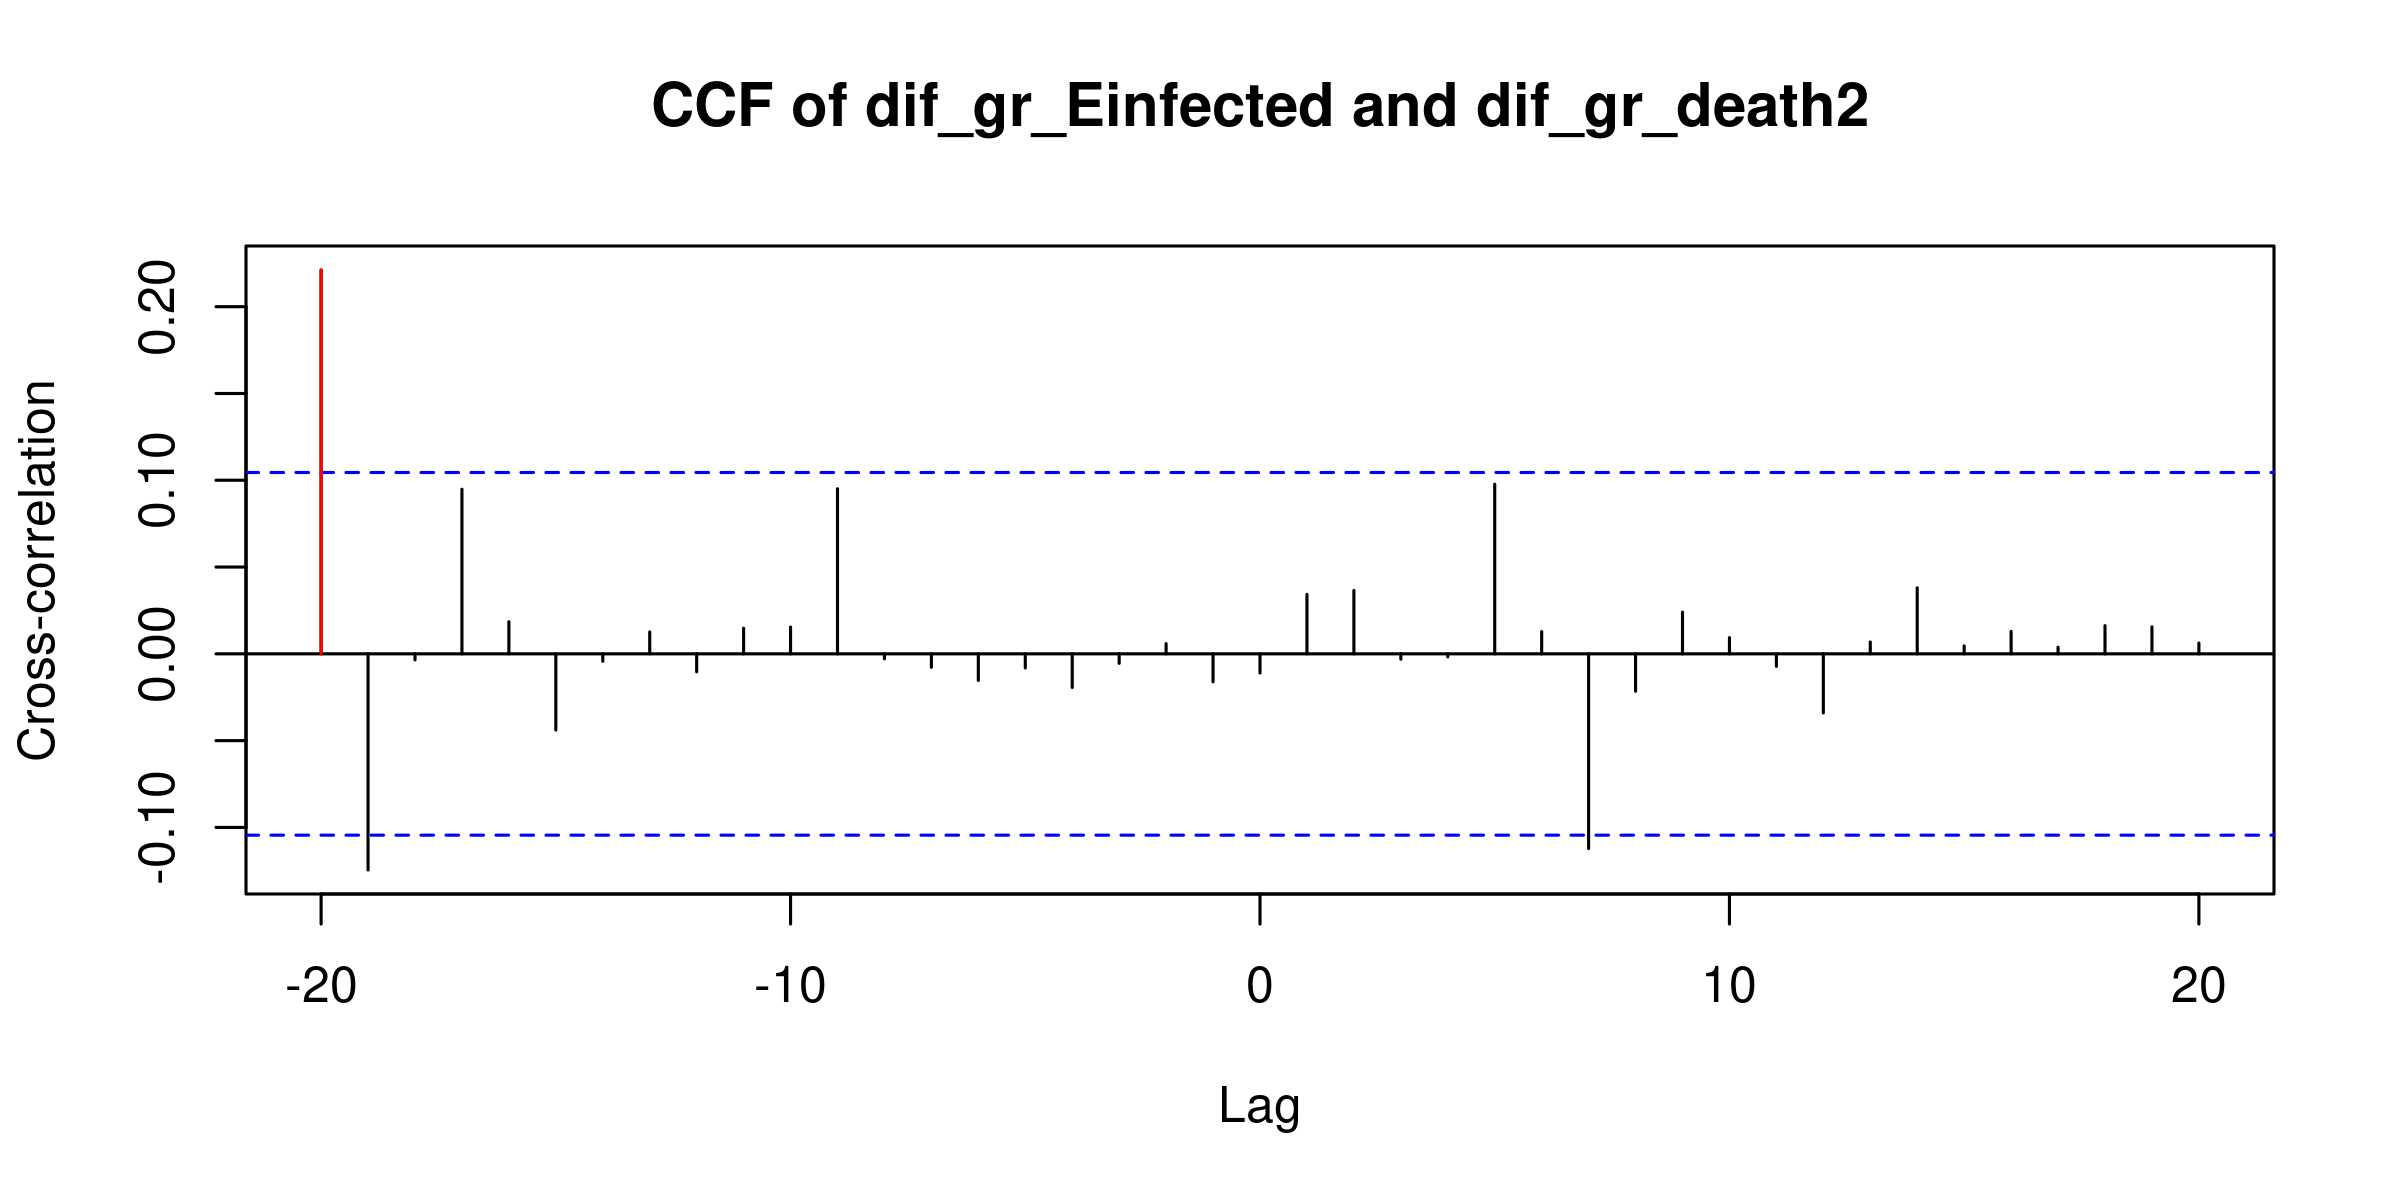 CCF of dif_gr_Einfected and dif_gr_death2
Cross-correlation
0.20
0.10
0.00
-0.10
-20 -10 0 10 20
Lag